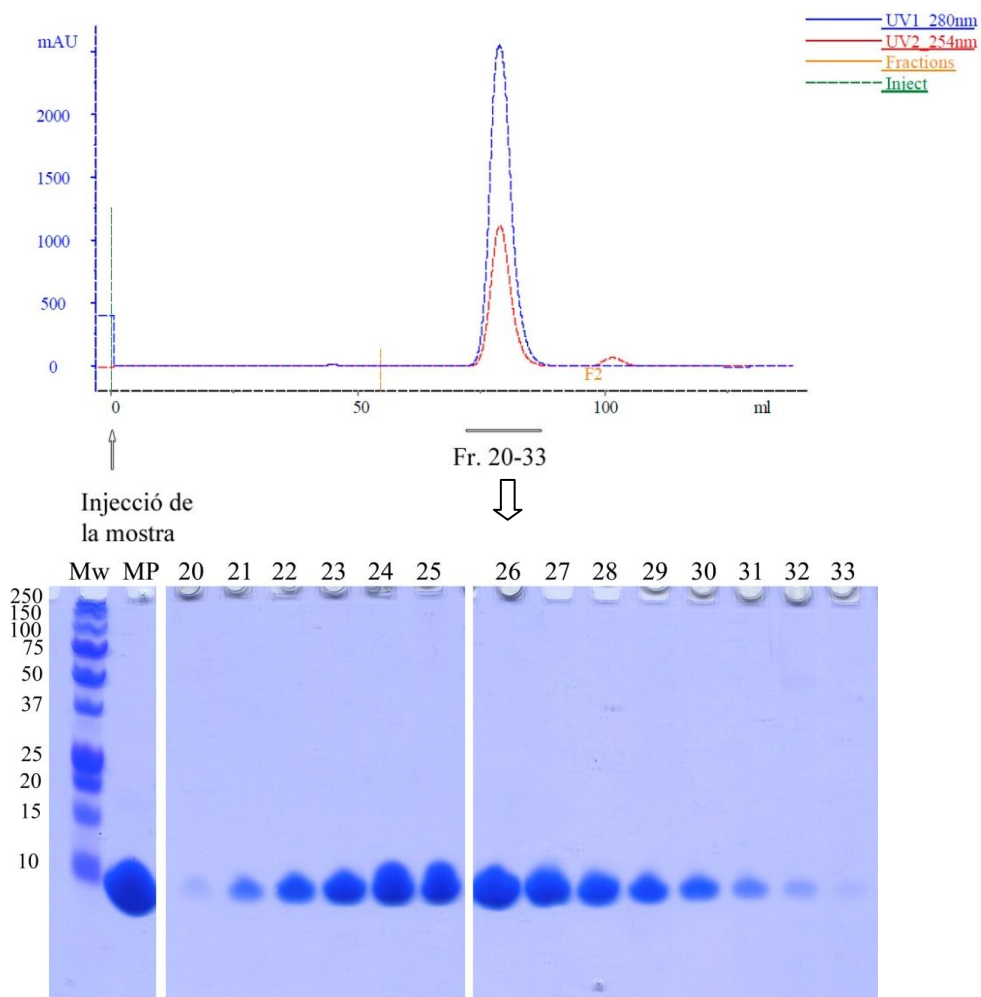 mAU
UV1_280nm
UV2_254nm
Fractions
Inject
2000
1500
1000
500
0
F2
0 50 100 ml
Fr. 20-33
Injecció de
la mostra
Mw MP 20 21 22 23 24 25 26 27 28 29 30 31 32 33
250
150
100
75
50
37
25
20
15
10